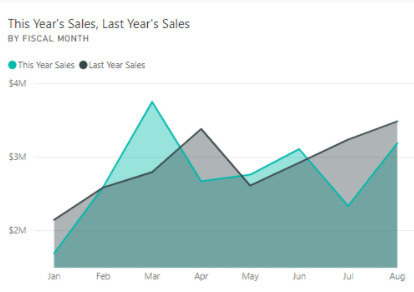 This Year's Sales, Last Year's Sales
BY FISCAL MONTH
This Year Sales Last Year Sales
$4M
$3M
$2M
Jan Feb Mar Apr May Jun Jul Aug